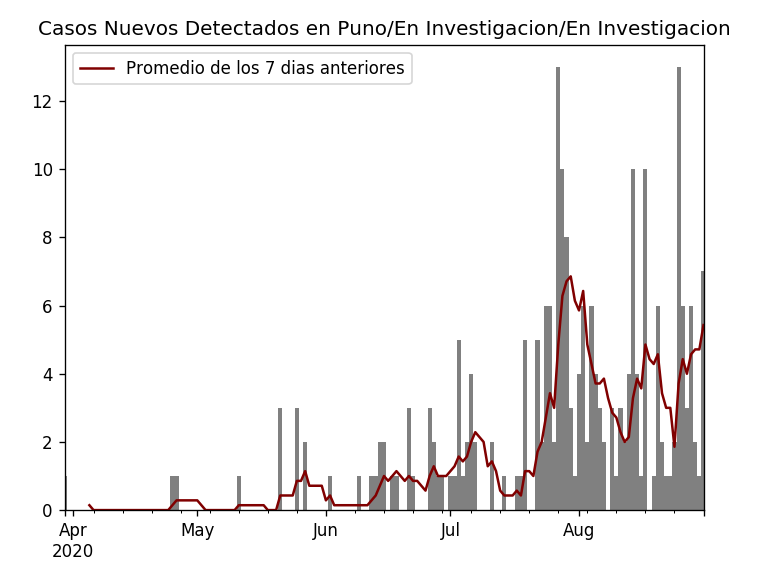 Casos Nuevos Detectados en Puno/En Investigacion/En Investigacion
Promedio de los 7 dias anteriores
12
10
8
6
4
2
0
Apr May Jun Jul Aug
2020